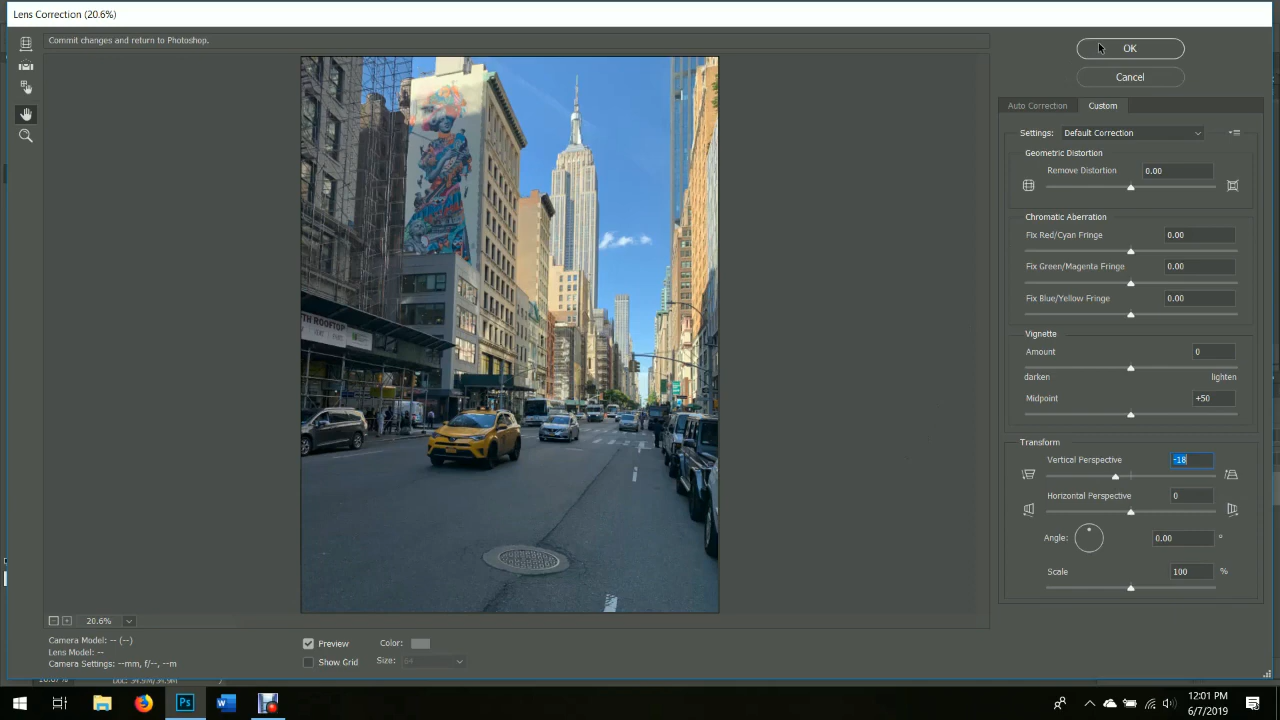 Lens Correction (20.6%)
Commit changes and return to Photoshop.
OK
Cancel
Auto Correction
Custom
Settings: Default Correction
Geometric Distortion
Remove Distortion 0.00
Chromatic Aberration
Fix Red/Cyan Fringe 0.00
Fix Green/Magenta Fringe 0.00
Fix Blue/Yellow Fringe 0.00
Vignette
Amount 0
darken lighten
Midpoint +50
Transform
Vertical Perspective -18
Horizontal Perspective 0
Angle: 0.00 °
Scale 100 %
TH ROOFTOP
20.6%
Camera Model: -- (--)
Lens Model: --
Camera Settings: --mm, f/--, --m
Preview
Show Grid
Color:
Size: 64
Ps
W
12:01 PM
6/7/2019